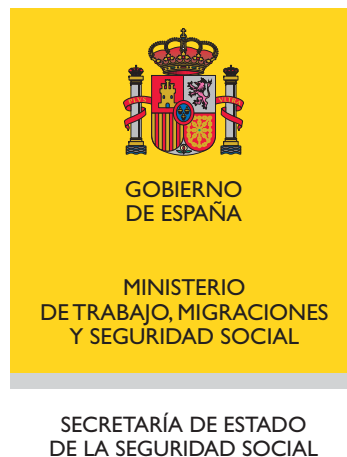 PLVS VLTRA
GOBIERNO
DE ESPAÑA
MINISTERIO
DE TRABAJO, MIGRACIONES
Y SEGURIDAD SOCIAL
SECRETARÍA DE ESTADO
DE LA SEGURIDAD SOCIAL